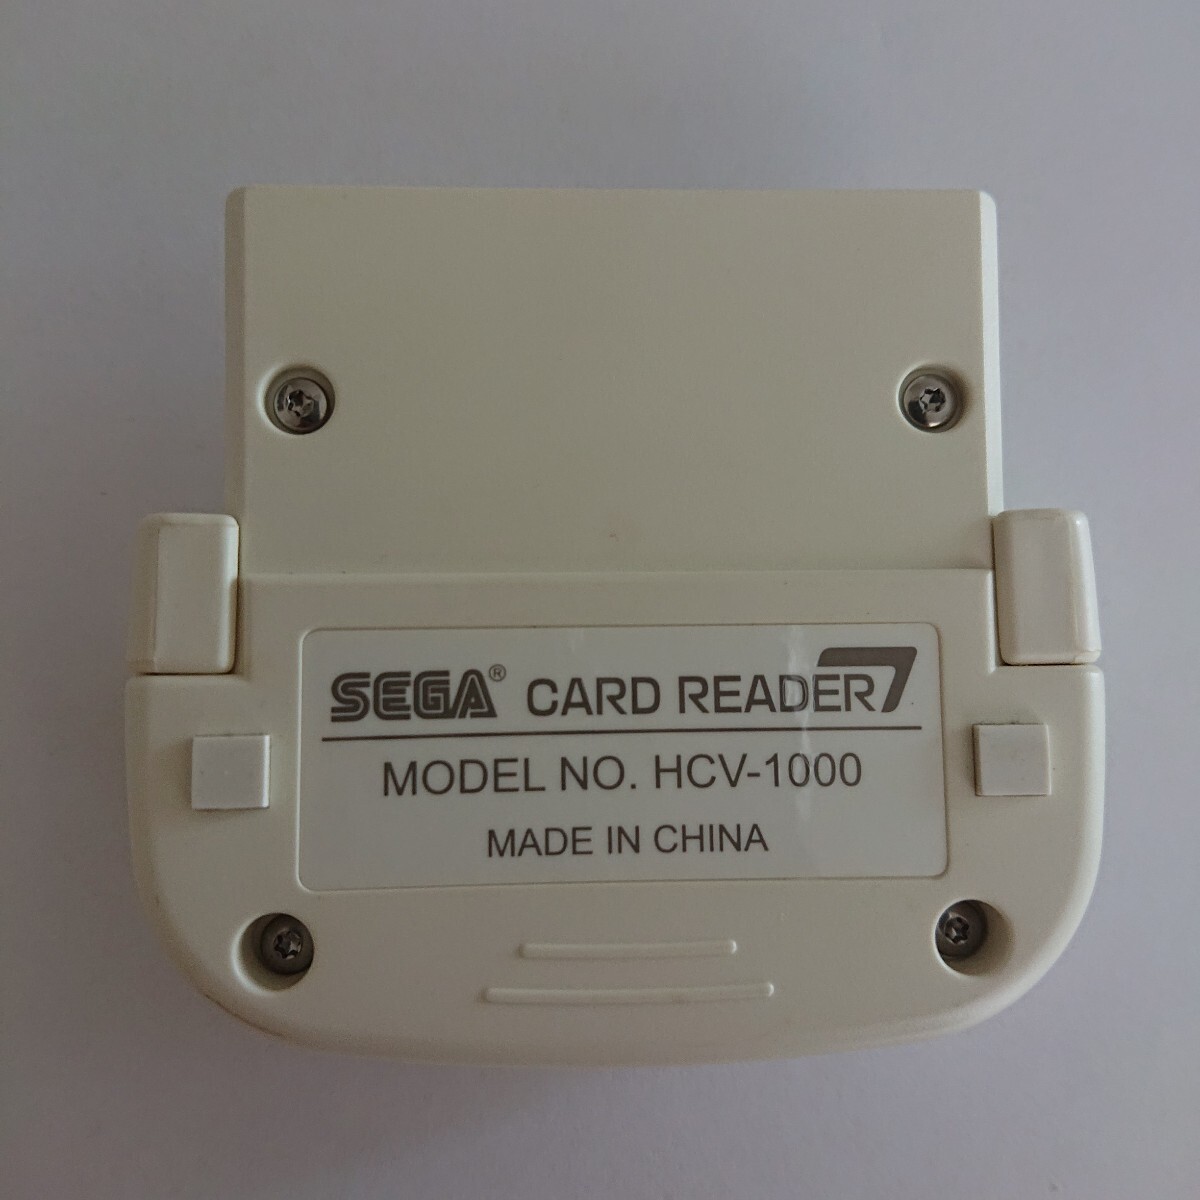 SEGA® CARD READER7
MODEL NO. HCV-1000
MADE IN CHINA